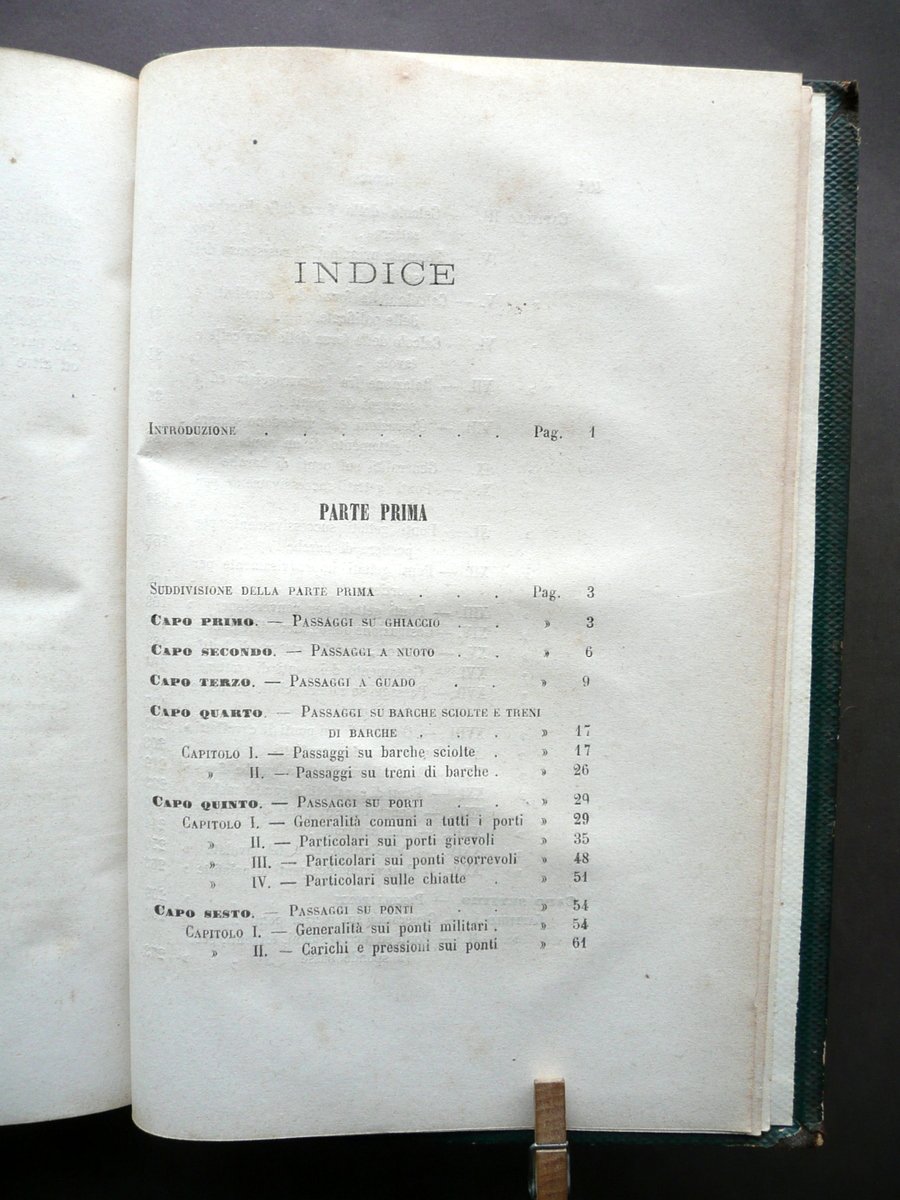 INDICE
INTRODUZIONE . . . . . . . Pag. 1
PARTE PRIMA
SUDDIVISIONE DELLA PARTE PRIMA . . . Pag. 3
CAPO PRIMO. — PASSAGGI SU GHIACCIO . . » 3
CAPO SECONDO. — PASSAGGI A NUOTO . . » 6
CAPO TERZO. — PASSAGGI A GUADO . . » 9
CAPO QUARTO. — PASSAGGI SU BARCHE SCIOLTE E TRENI
DI BARCHE . . . » 17
CAPITOLO I. — Passaggi su barche sciolte . » 17
» II. — Passaggi su treni di barche . » 26
CAPO QUINTO. — PASSAGGI SU PORTI . . » 29
CAPITOLO I. — Generalità comuni a tutti i porti » 29
» II. — Particolari sui porti girevoli » 35
» III. — Particolari sui ponti scorrevoli » 48
» IV. — Particolari sulle chiatte . » 51
CAPO SESTO. — PASSAGGI SU PONTI . . » 54
CAPITOLO I. — Generalità sui ponti militari . » 54
» II. — Carichi e pressioni sui ponti » 61